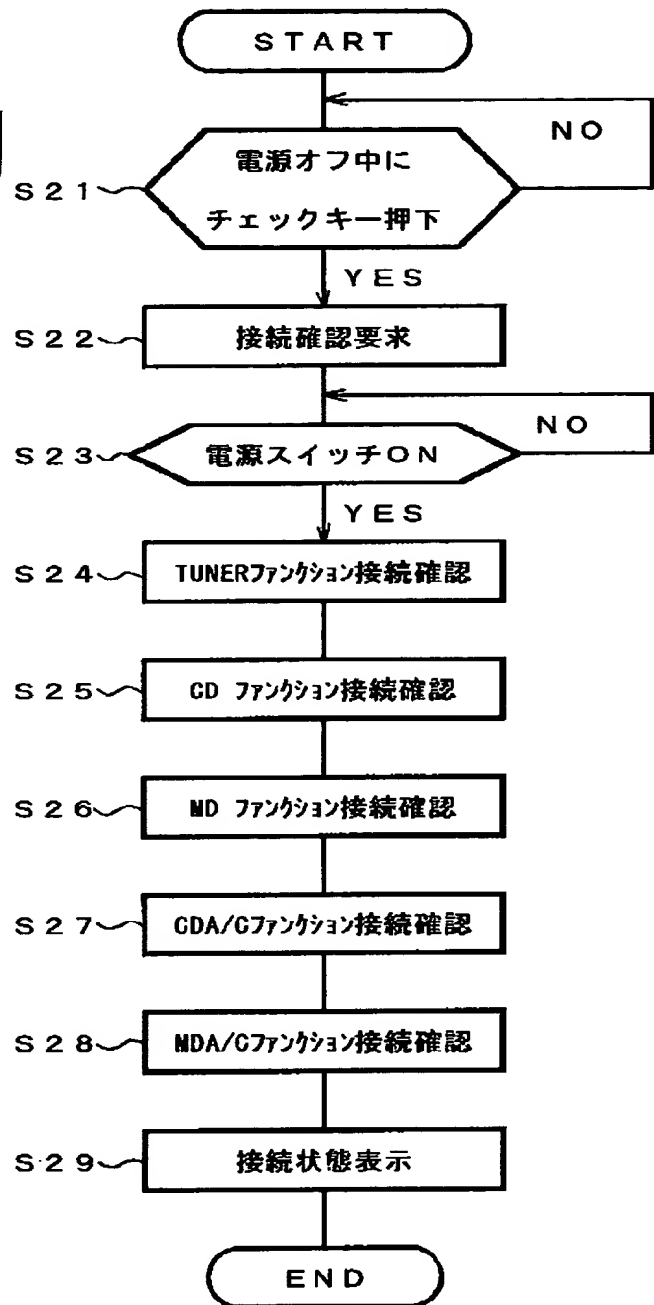 START
NO
電源オフ中に
S21
チェックキー押下
YES
S22
接続確認要求
NO
S23
電源スイッチON
YES
S24
TUNERファンクション接続確認
S25
CD ファンクション接続確認
S26
MD ファンクション接続確認
S27
CDA/Cファンクション接続確認
S28
MDA/Cファンクション接続確認
S29
接続状態表示
END